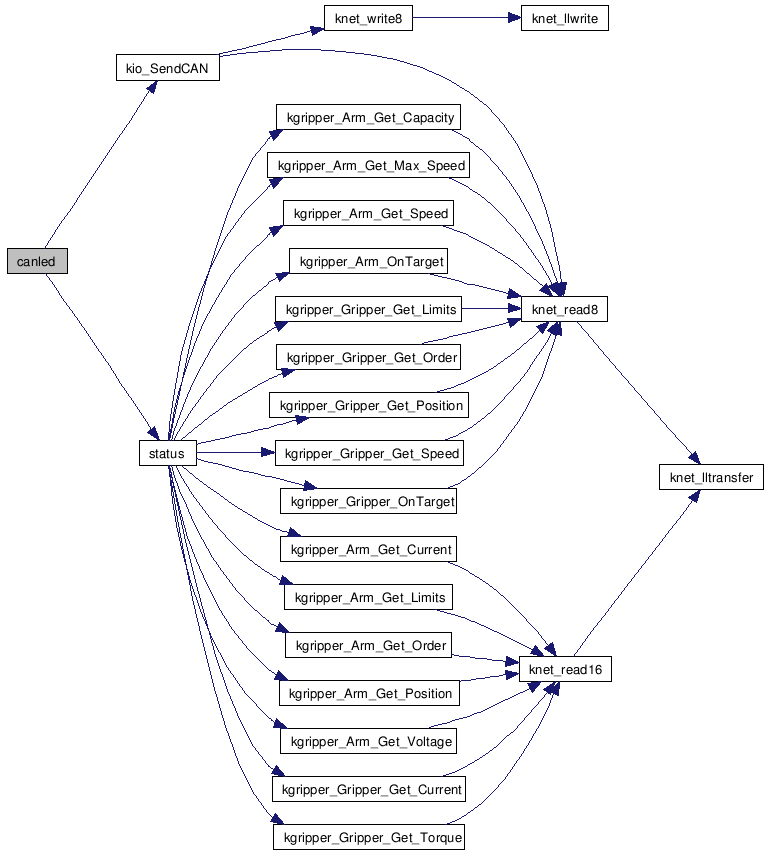 knet_write8
knet_llwrite
kio_SendCAN
kgripper_Arm_Get_Capacity
kgripper_Arm_Get_Max_Speed
kgripper_Arm_Get_Speed
canled
kgripper_Arm_OnTarget
kgripper_Gripper_Get_Limits
knet_read8
kgripper_Gripper_Get_Order
kgripper_Gripper_Get_Position
status
kgripper_Gripper_Get_Speed
knet_lltransfer
kgripper_Gripper_OnTarget
kgripper_Arm_Get_Current
kgripper_Arm_Get_Limits
kgripper_Arm_Get_Order
knet_read16
kgripper_Arm_Get_Position
kgripper_Arm_Get_Voltage
kgripper_Gripper_Get_Current
kgripper_Gripper_Get_Torque